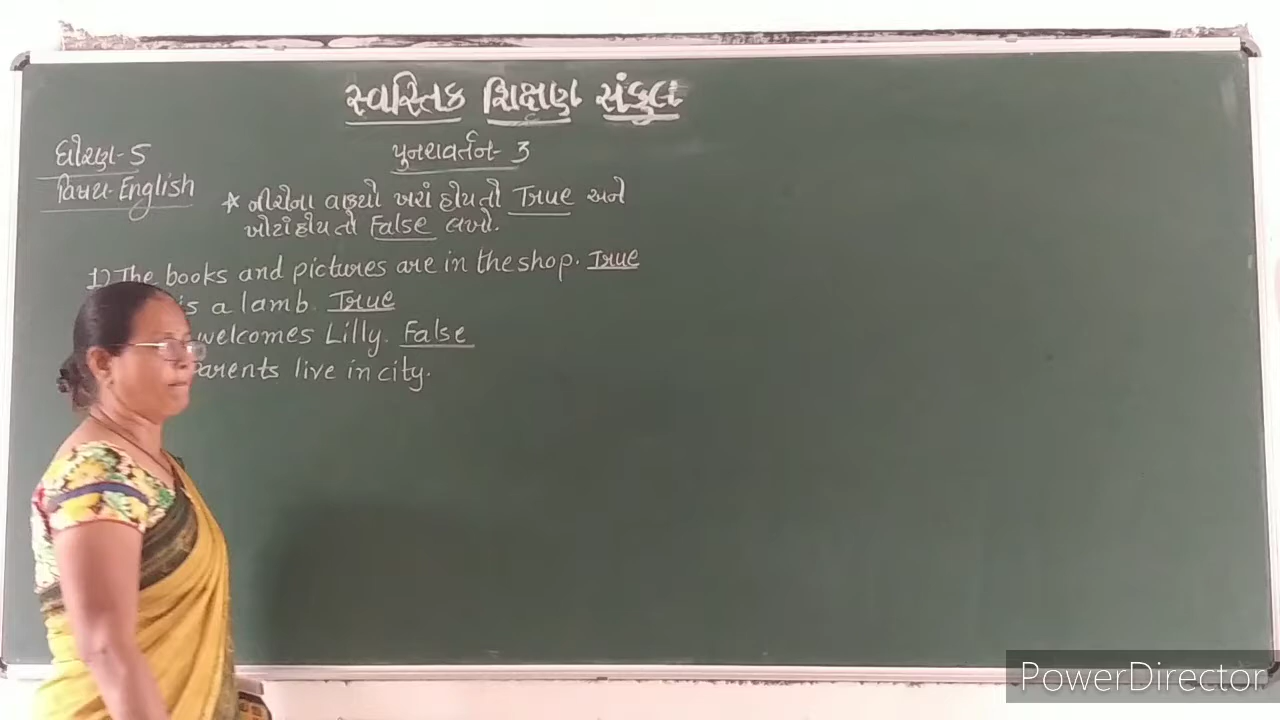 સ્વસ્તિક શિક્ષણ સંકુલ
ધોરણ-5
પુનરાવર્તન-3
વિષય-English
* નીચેના વાક્યો ખરાં હોય તો True અને
ખોટાં હોય તો False લખો.
1) The books and pictures are in the shop. True
is a lamb. True
welcomes Lilly. False
arents live in city.
PowerDirector